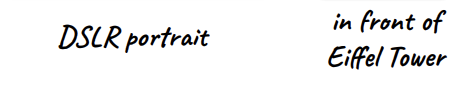 DSLR portrait
in front of
Eiffel Tower